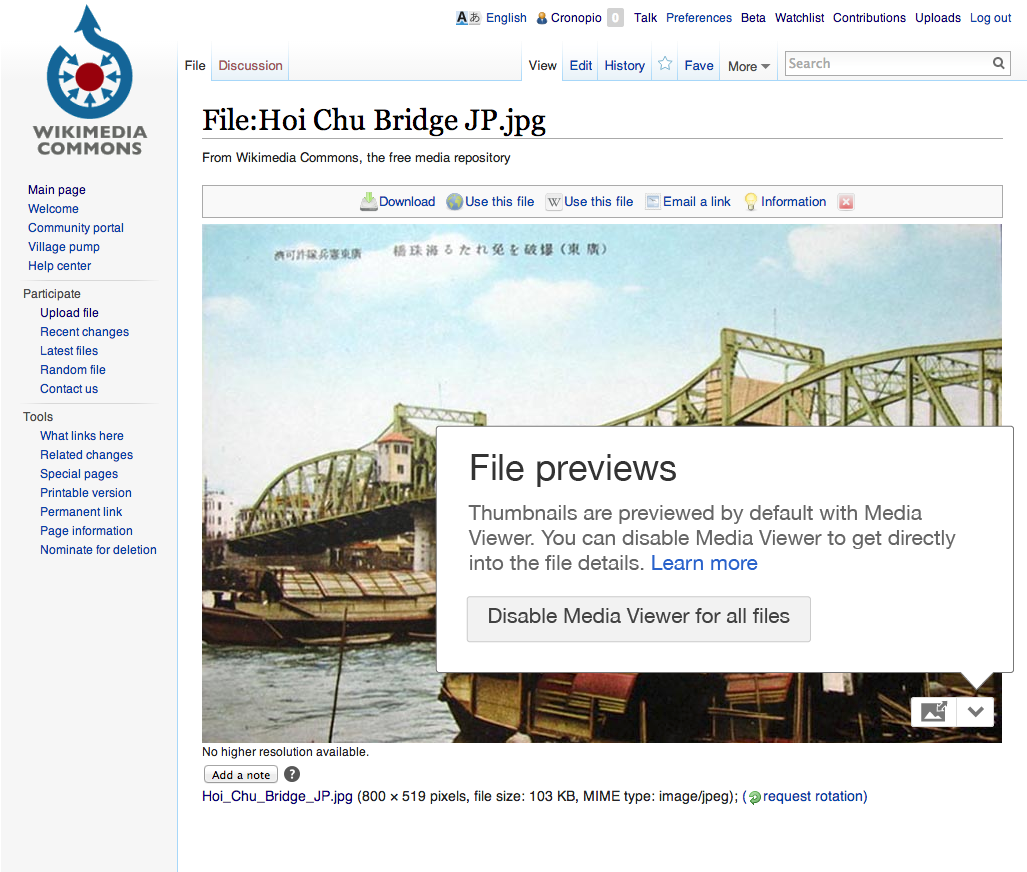 English Cronopio 0 Talk Preferences Beta Watchlist Contributions Uploads Log out
File Discussion View Edit History Fave More Search
WIKIMEDIA
COMMONS
Main page
Welcome
Community portal
Village pump
Help center
Participate
Upload file
Recent changes
Latest files
Random file
Contact us
Tools
What links here
Related changes
Special pages
Printable version
Permanent link
Page information
Nominate for deletion
File:Hoi Chu Bridge JP.jpg
From Wikimedia Commons, the free media repository
Download Use this file W Use this file Email a link Information
(廣東) 爆破を免れたる海珠橋
廣東憲兵隊許可濟
File previews
Thumbnails are previewed by default with Media
Viewer. You can disable Media Viewer to get directly
into the file details. Learn more
Disable Media Viewer for all files
No higher resolution available.
Add a note ?
Hoi_Chu_Bridge_JP.jpg (800 × 519 pixels, file size: 103 KB, MIME type: image/jpeg); (request rotation)